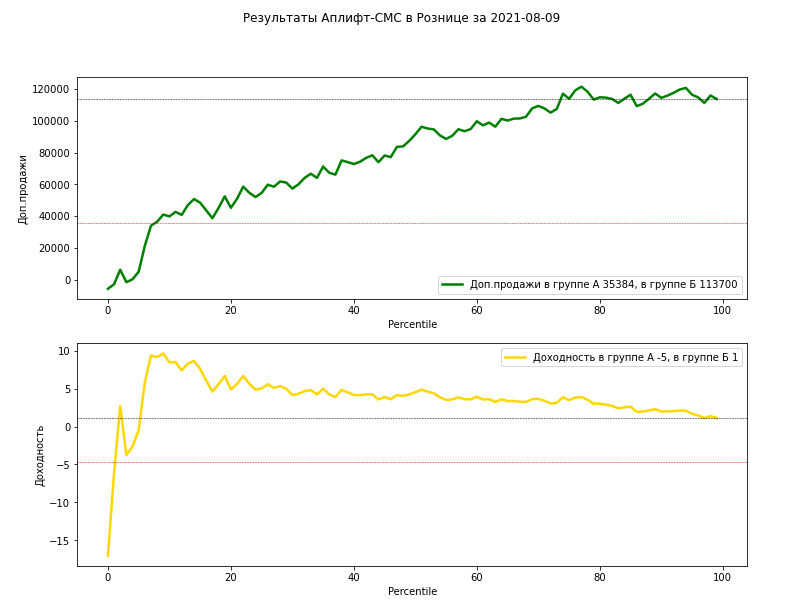 Результаты Аплифт-СМС в Рознице за 2021-08-09
120000
100000
80000
60000
40000
20000
0
Доп.продажи
Доп.продажи в группе А 35384, в группе Б 113700
0 20 40 60 80 100
Percentile
10
5
0
−5
−10
−15
Доходность
Доходность в группе А -5, в группе Б 1
0 20 40 60 80 100
Percentile